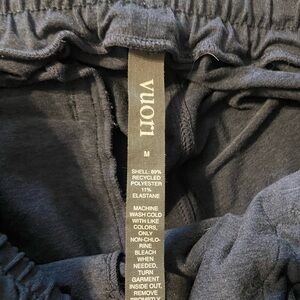 vuori
M
SHELL: 89%
RECYCLED
POLYESTER
11%
ELASTANE
MACHINE
WASH COLD
WITH LIKE
COLORS,
ONLY
NON-CHLO-
RINE
BLEACH
WHEN
NEEDED,
TURN
GARMENT
INSIDE OUT,
REMOVE
PROMPTLY